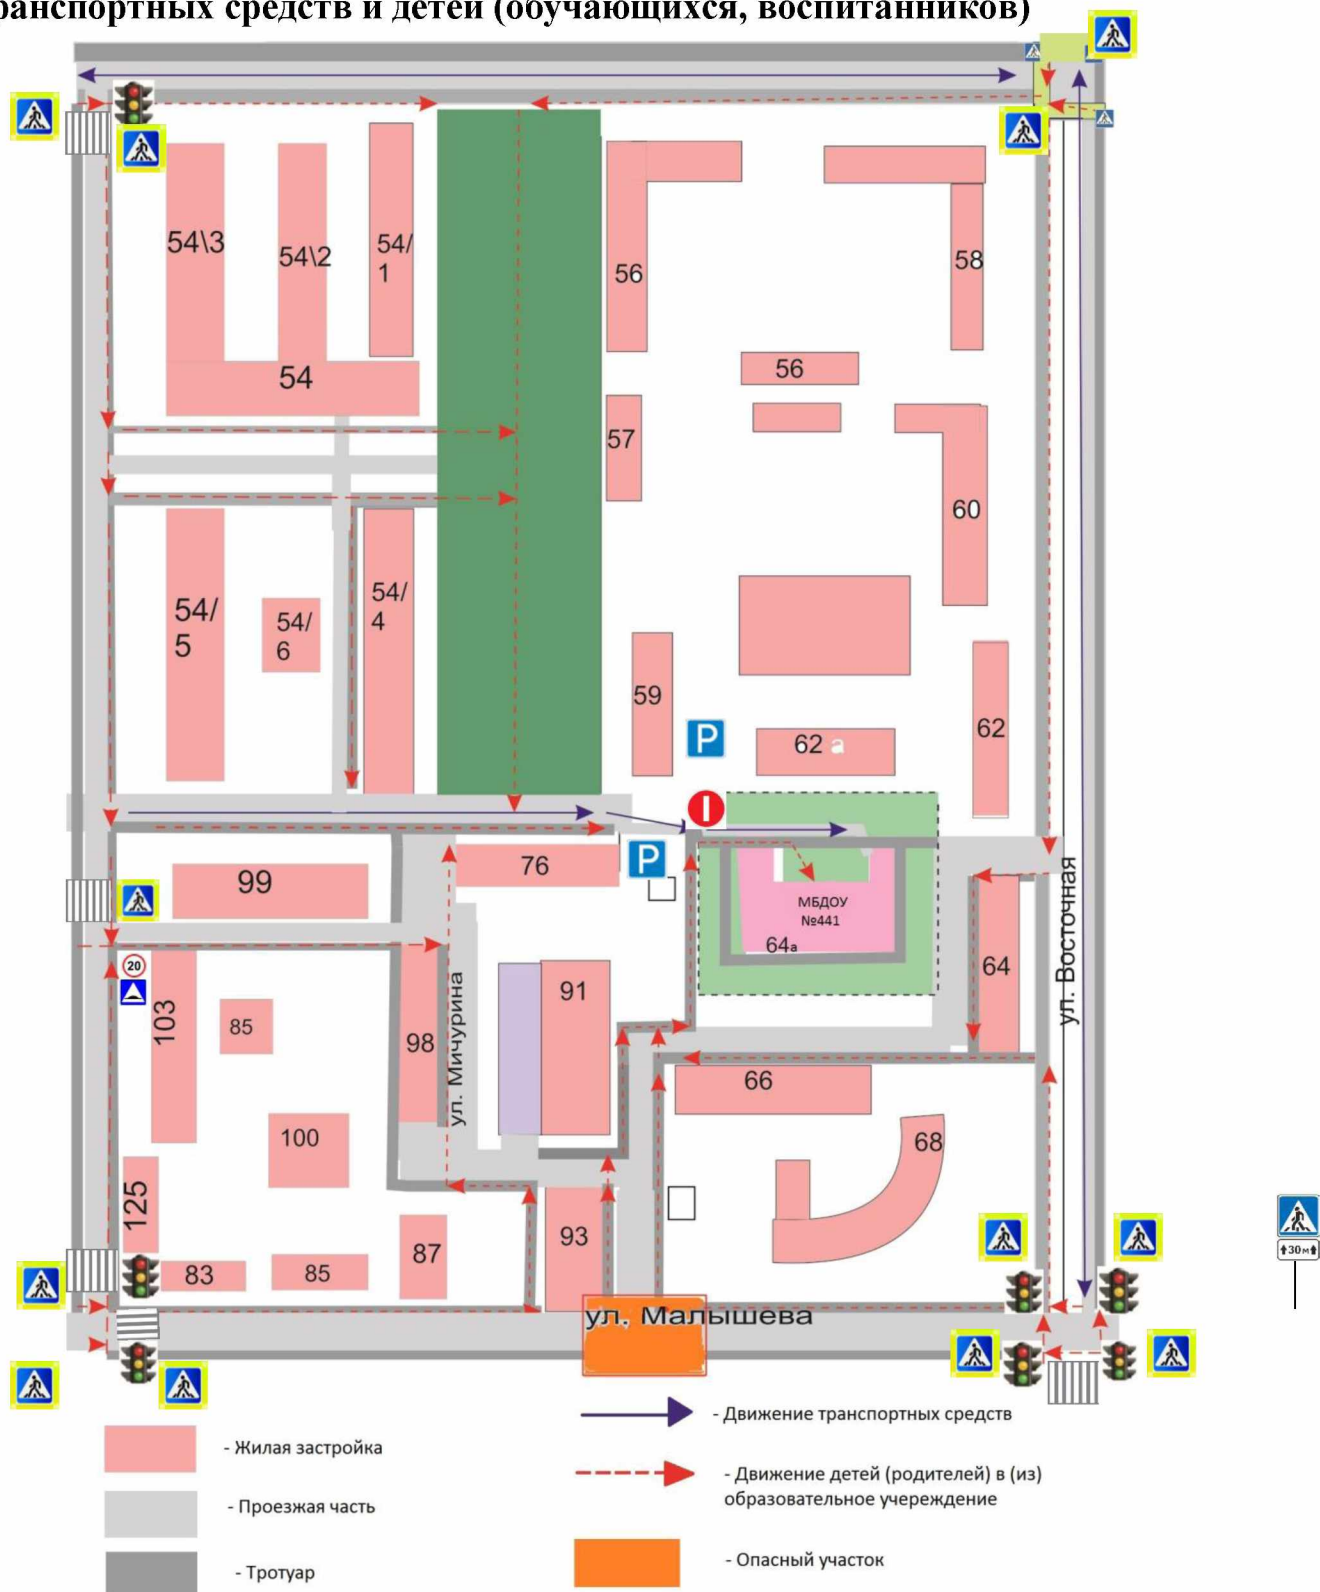 ранспортных средств и детей (обучающихся, воспитанников)
54\3
54\2
54/
1
56
58
54
56
57
60
54/
5
54/
6
54/
4
59
P
62 а
62
99
76
P
МБДОУ
№441
64а
64
ул. Восточная
20
103
85
98
ул. Мичурина
91
66
100
68
125
93
87
83
85
30м
ул. Малышева
- Движение транспортных средств
- Жилая застройка
- Движение детей (родителей) в (из)
образовательное учереждение
- Проезжая часть
- Опасный участок
- Тротуар